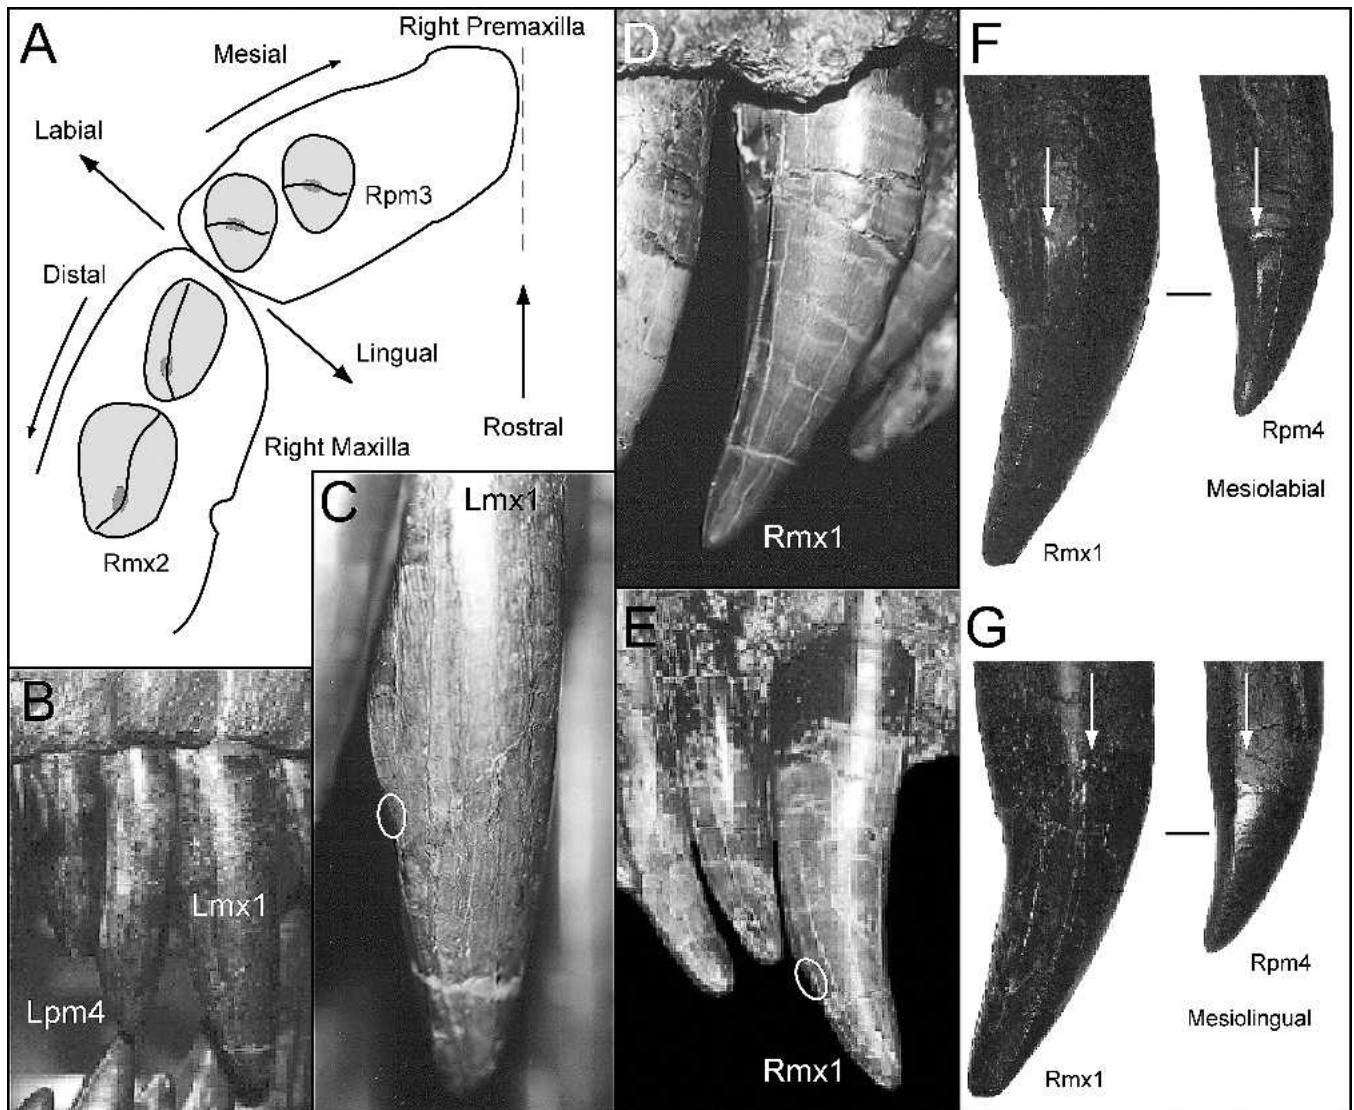 A
Right Premaxilla
Mesial
Labial
Rpm3
Distal
Lingual
Rostral
Right Maxilla
Rmx2
B
Lmx1
Lpm4
C
Lmx1
D
Rmx1
E
Rmx1
F
Rpm4
Mesiolabial
Rmx1
G
Rpm4
Mesiolingual
Rmx1